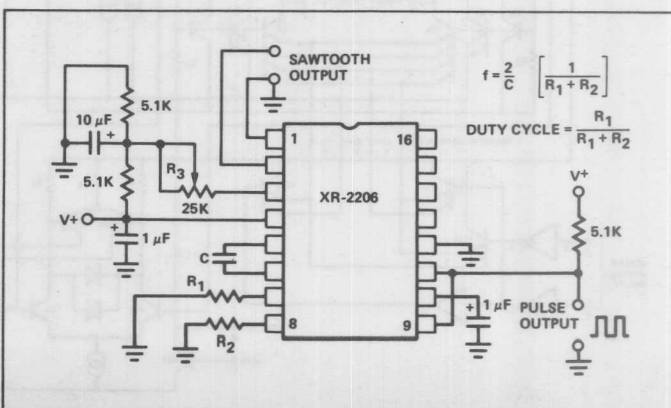 SAWTOOTH
OUTPUT
f = 2/C [ 1 / (R1 + R2) ]
DUTY CYCLE = R1 / (R1 + R2)
5.1K
10 µF
+
R3
5.1K
25K
V+
+
1 µF
C
R1
R2
1
16
XR-2206
8
9
V+
5.1K
+
1 µF
PULSE
OUTPUT